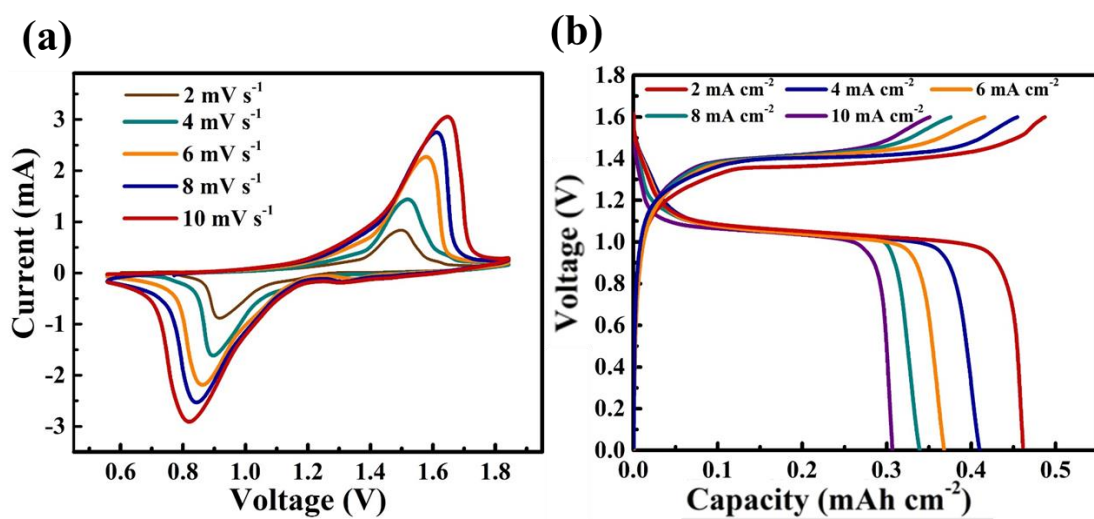 (a)
2 mV s⁻¹
4 mV s⁻¹
6 mV s⁻¹
8 mV s⁻¹
10 mV s⁻¹
Current (mA)
3
2
1
0
-1
-2
-3
0.6 0.8 1.0 1.2 1.4 1.6 1.8
Voltage (V)
(b)
2 mA cm⁻² 4 mA cm⁻² 6 mA cm⁻²
8 mA cm⁻² 10 mA cm⁻²
Voltage (V)
1.8
1.6
1.4
1.2
1.0
0.8
0.6
0.4
0.2
0.0
0.0 0.1 0.2 0.3 0.4 0.5
Capacity (mAh cm⁻²)